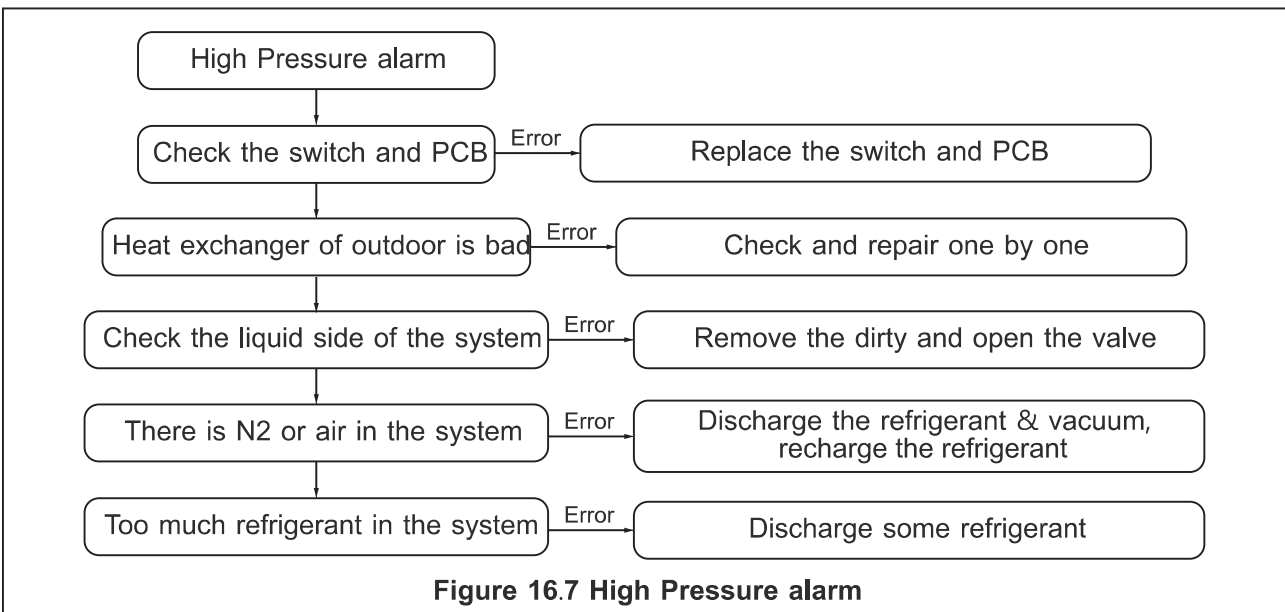 High Pressure alarm
Check the switch and PCB
Error
Replace the switch and PCB
Heat exchanger of outdoor is bad
Error
Check and repair one by one
Check the liquid side of the system
Error
Remove the dirty and open the valve
There is N2 or air in the system
Error
Discharge the refrigerant & vacuum,
recharge the refrigerant
Too much refrigerant in the system
Error
Discharge some refrigerant
Figure 16.7 High Pressure alarm